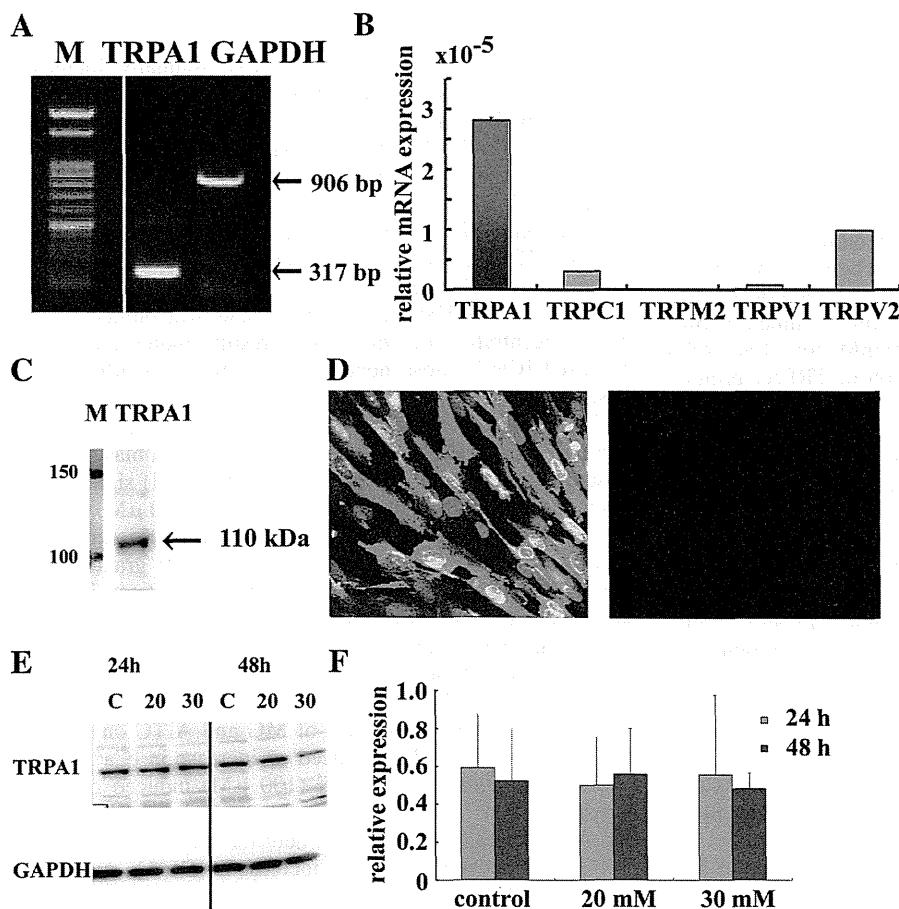 A
M TRPA1 GAPDH
906 bp
317 bp
B
x10-5
relative mRNA expression
3
2
1
0
TRPA1 TRPC1 TRPM2 TRPV1 TRPV2
C
M TRPA1
150
100
110 kDa
D
E
24h 48h
C 20 30 C 20 30
TRPA1
GAPDH
F
relative expression
1.0
0.8
0.6
0.4
0.2
0
24 h
48 h
control 20 mM 30 mM